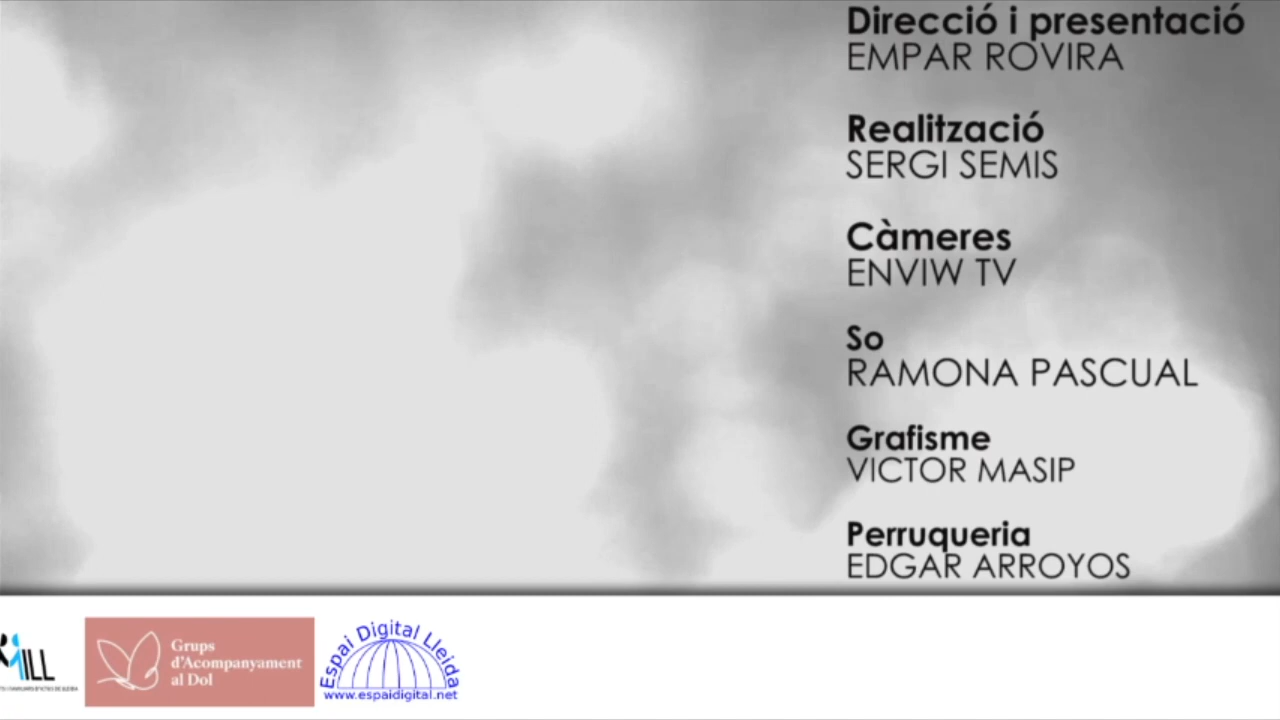 Direcció i presentació
EMPAR ROVIRA
Realització
SERGI SEMIS
Càmeres
ENVIW TV
So
RAMONA PASCUAL
Grafisme
VICTOR MASIP
Perruqueria
EDGAR ARROYOS
ILL
Grups
d'Acompanyament
al Dol
Espai Digital Lleida
www.espaidigital.net